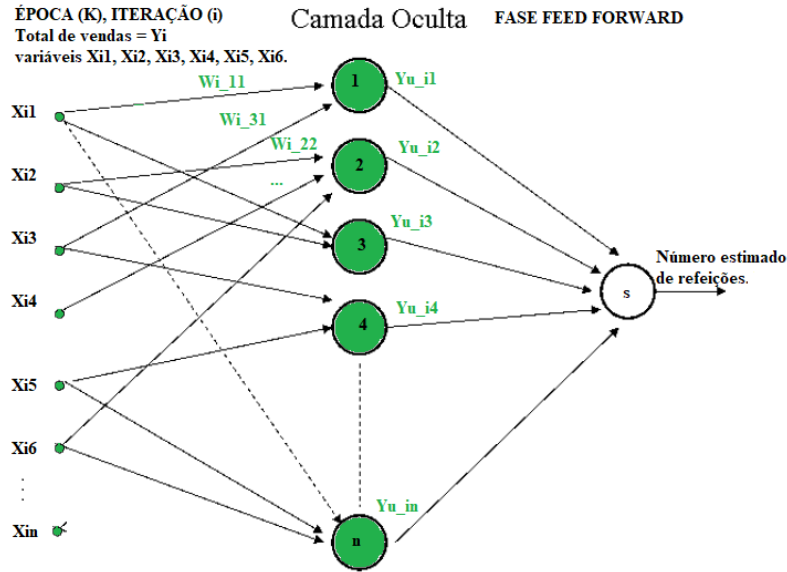 ÉPOCA (K), ITERAÇÃO (i)
Total de vendas = Yi
variáveis Xi1, Xi2, Xi3, Xi4, Xi5, Xi6.
Camada Oculta
FASE FEED FORWARD
Wi_11
Wi_31
Wi_22
...
Xi1
Xi2
Xi3
Xi4
Xi5
Xi6
Xin
1
2
3
4
n
Yu_i1
Yu_i2
Yu_i3
Yu_i4
Yu_in
s
Número estimado
de refeições.